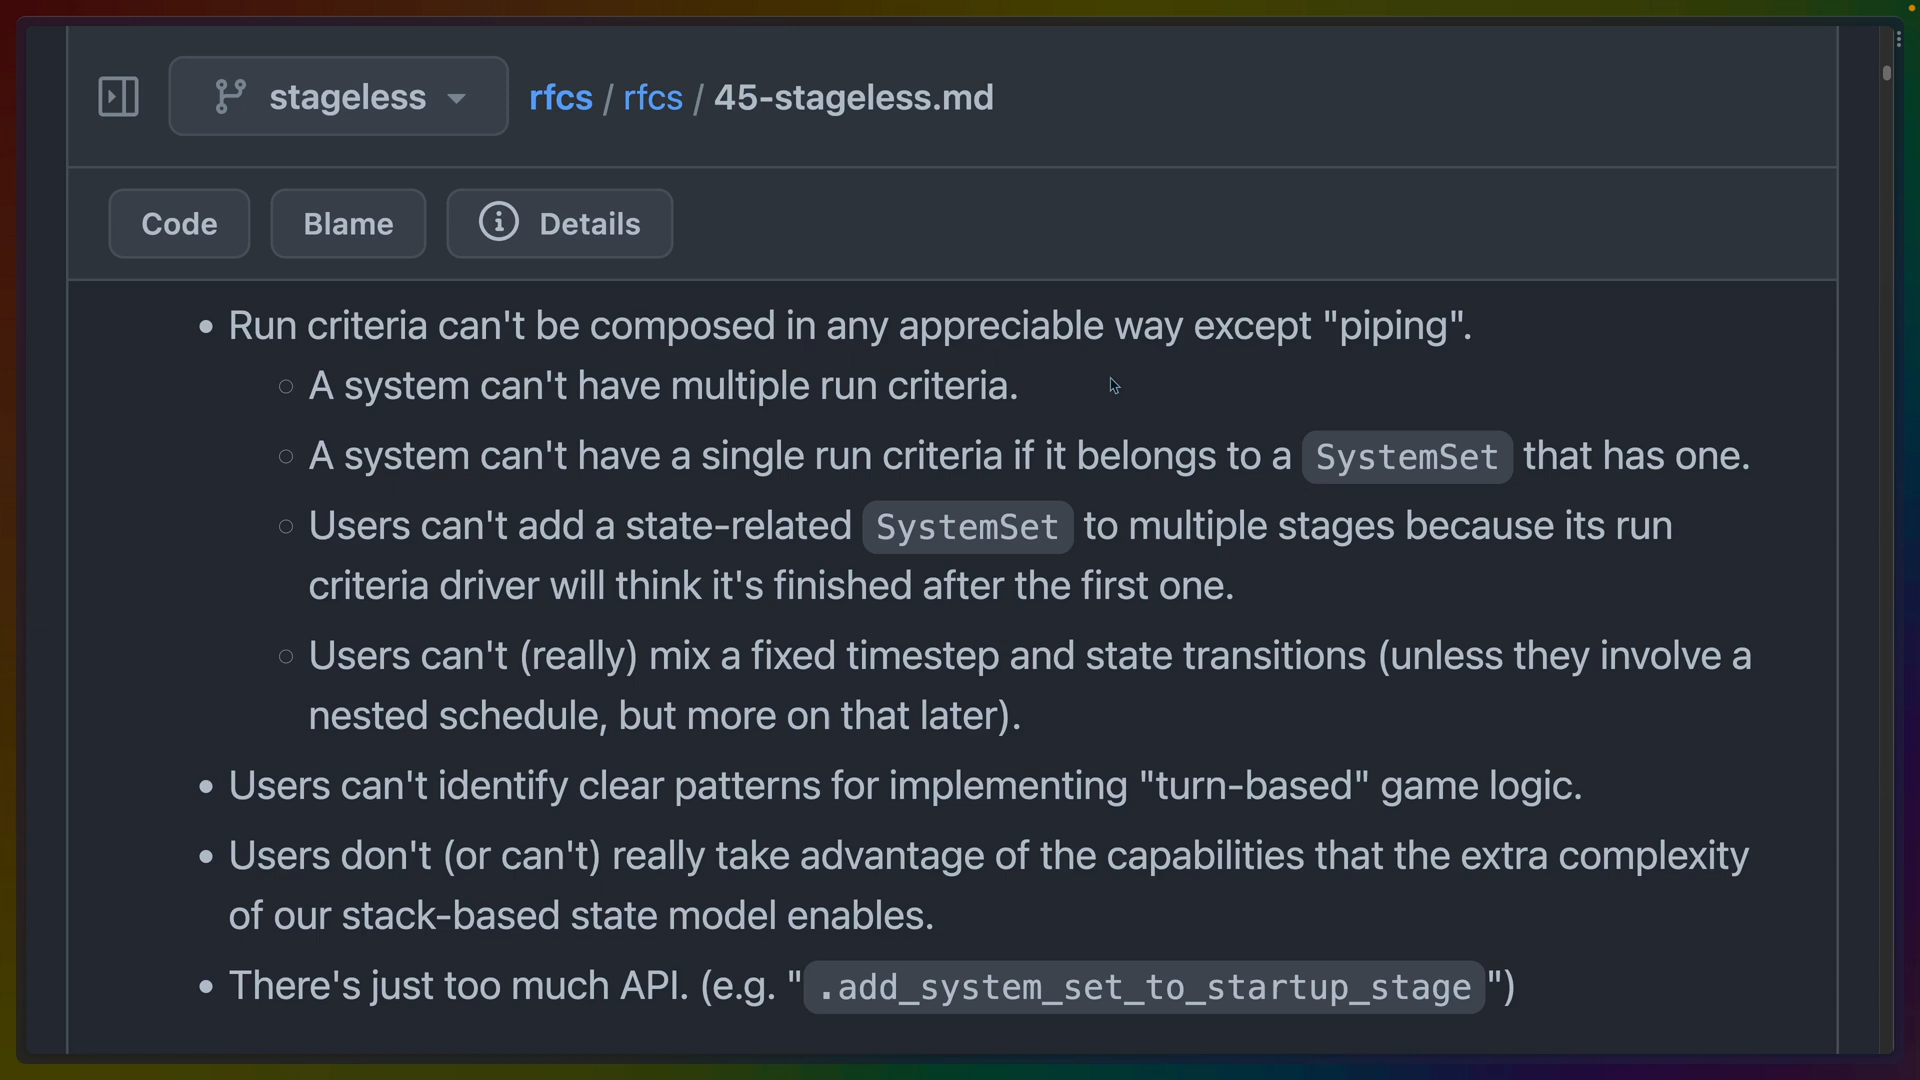 stageless rfcs / rfcs / 45-stageless.md
Code Blame Details
• Run criteria can't be composed in any appreciable way except "piping".
○ A system can't have multiple run criteria.
○ A system can't have a single run criteria if it belongs to a SystemSet that has one.
○ Users can't add a state-related SystemSet to multiple stages because its run
criteria driver will think it's finished after the first one.
○ Users can't (really) mix a fixed timestep and state transitions (unless they involve a
nested schedule, but more on that later).
• Users can't identify clear patterns for implementing "turn-based" game logic.
• Users don't (or can't) really take advantage of the capabilities that the extra complexity
of our stack-based state model enables.
• There's just too much API. (e.g. ".add_system_set_to_startup_stage")